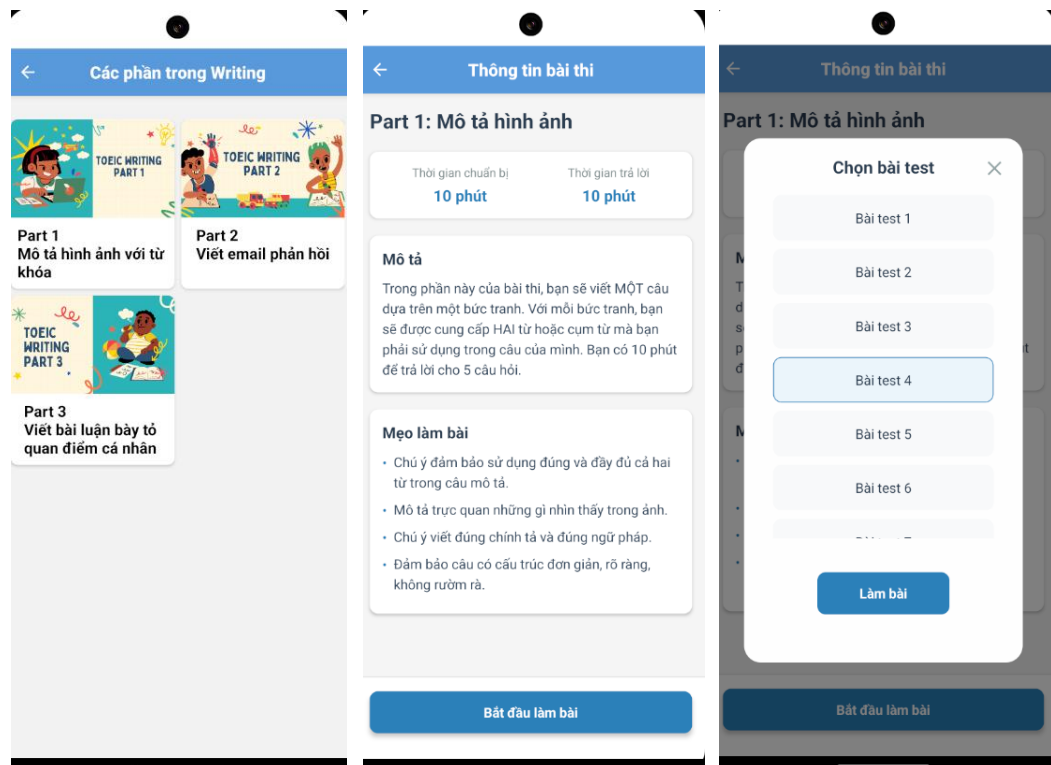 Các phần trong Writing
TOEIC WRITING
PART 1
TOEIC WRITING
PART 2
Part 1
Mô tả hình ảnh với từ
khóa
Part 2
Viết email phản hồi
TOEIC
WRITING
PART 3
Part 3
Viết bài luận bày tỏ
quan điểm cá nhân
Thông tin bài thi
Part 1: Mô tả hình ảnh
Thời gian chuẩn bị
Thời gian trả lời
10 phút
10 phút
Mô tả
Trong phần này của bài thi, bạn sẽ viết MỘT câu
dựa trên một bức tranh. Với mỗi bức tranh, bạn
sẽ được cung cấp HAI từ hoặc cụm từ mà bạn
phải sử dụng trong câu của mình. Bạn có 10 phút
để trả lời cho 5 câu hỏi.
Mẹo làm bài
• Chú ý đảm bảo sử dụng đúng và đầy đủ cả hai
từ trong câu mô tả.
• Mô tả trực quan những gì nhìn thấy trong ảnh.
• Chú ý viết đúng chính tả và đúng ngữ pháp.
• Đảm bảo câu có cấu trúc đơn giản, rõ ràng,
không rườm rà.
Bắt đầu làm bài
Thông tin bài thi
Part 1: Mô tả hình ảnh
Chọn bài test
Bài test 1
Bài test 2
Bài test 3
Bài test 4
Bài test 5
Bài test 6
Làm bài
Bắt đầu làm bài